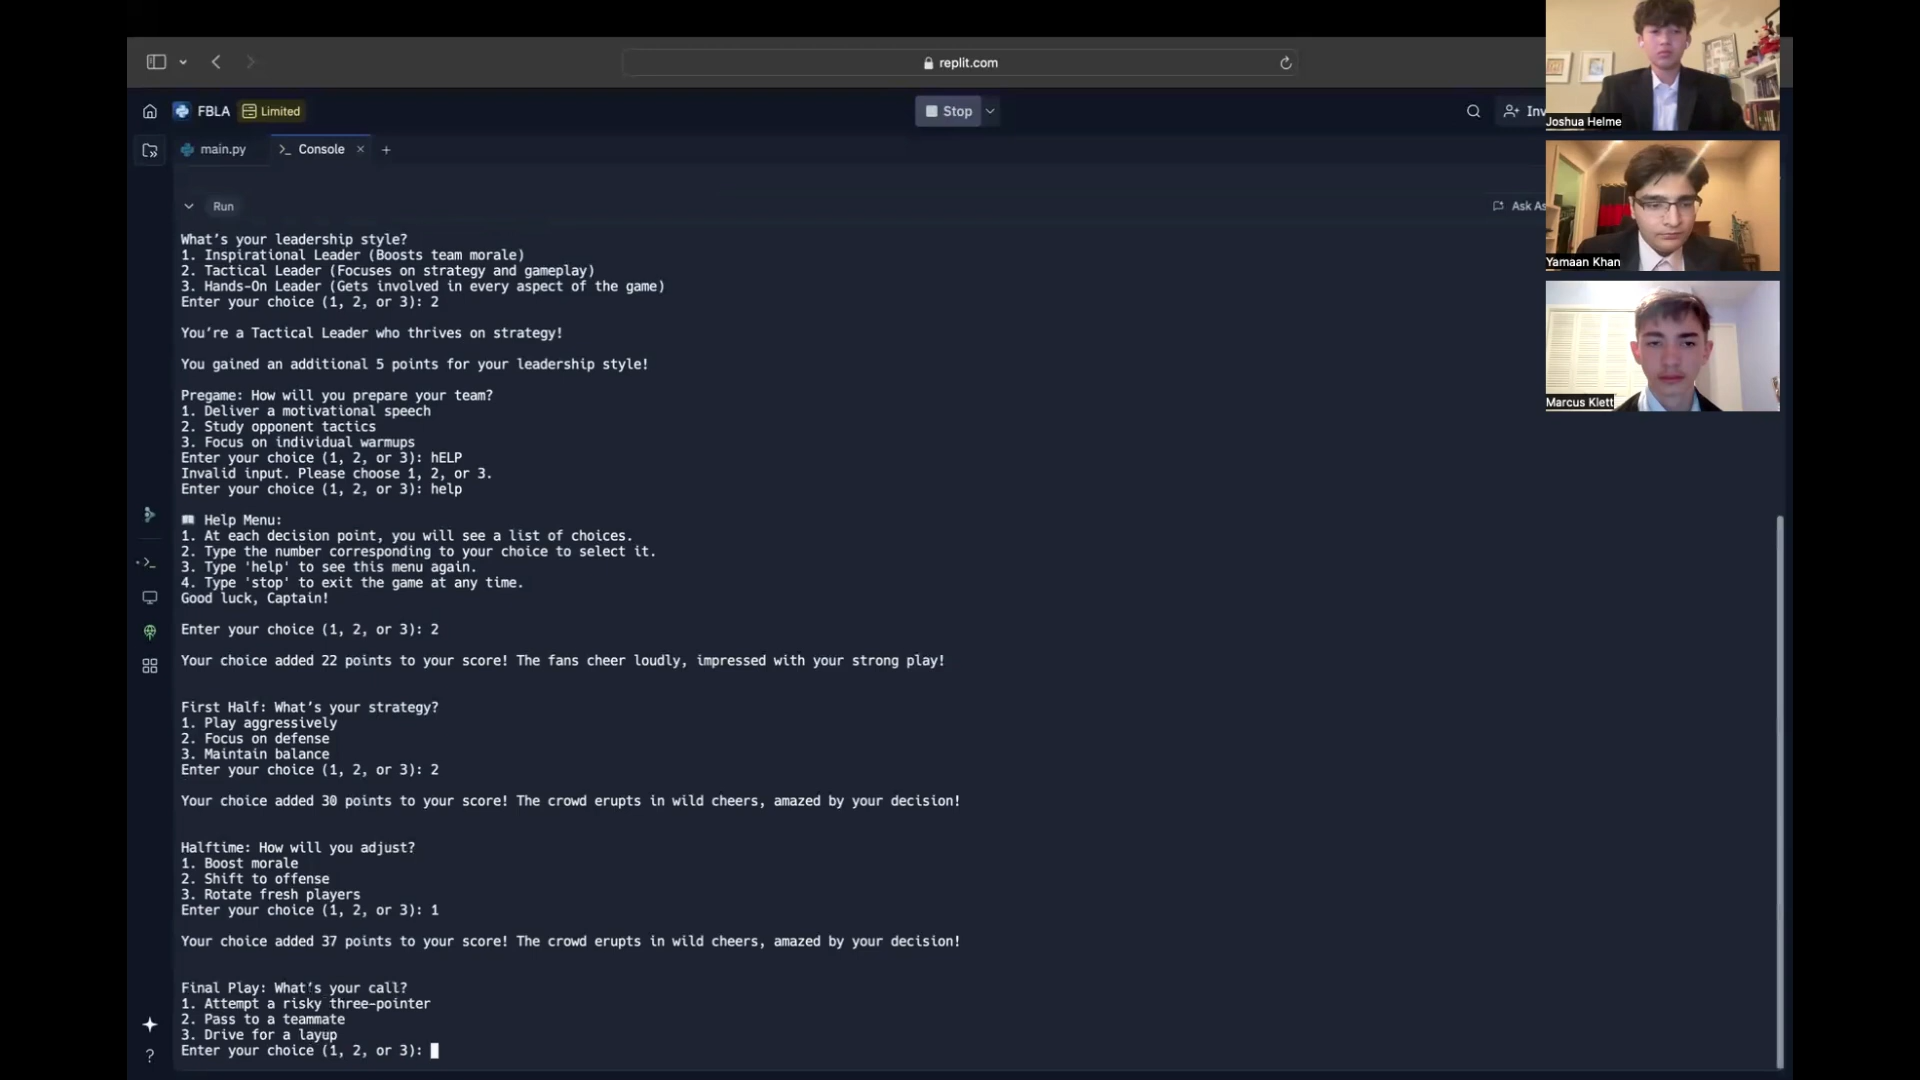 replit.com
FBLA
Limited
Stop
Inv
Joshua Helme
main.py
Console
Run
Ask As
Yamaan Khan
Marcus Klett
What's your leadership style?
1. Inspirational Leader (Boosts team morale)
2. Tactical Leader (Focuses on strategy and gameplay)
3. Hands-On Leader (Gets involved in every aspect of the game)
Enter your choice (1, 2, or 3): 2
You're a Tactical Leader who thrives on strategy!
You gained an additional 5 points for your leadership style!
Pregame: How will you prepare your team?
1. Deliver a motivational speech
2. Study opponent tactics
3. Focus on individual warmups
Enter your choice (1, 2, or 3): hELP
Invalid input. Please choose 1, 2, or 3.
Enter your choice (1, 2, or 3): help
Help Menu:
1. At each decision point, you will see a list of choices.
2. Type the number corresponding to your choice to select it.
3. Type 'help' to see this menu again.
4. Type 'stop' to exit the game at any time.
Good luck, Captain!
Enter your choice (1, 2, or 3): 2
Your choice added 22 points to your score! The fans cheer loudly, impressed with your strong play!
First Half: What's your strategy?
1. Play aggressively
2. Focus on defense
3. Maintain balance
Enter your choice (1, 2, or 3): 2
Your choice added 30 points to your score! The crowd erupts in wild cheers, amazed by your decision!
Halftime: How will you adjust?
1. Boost morale
2. Shift to offense
3. Rotate fresh players
Enter your choice (1, 2, or 3): 1
Your choice added 37 points to your score! The crowd erupts in wild cheers, amazed by your decision!
Final Play: What's your call?
1. Attempt a risky three-pointer
2. Pass to a teammate
3. Drive for a layup
Enter your choice (1, 2, or 3):